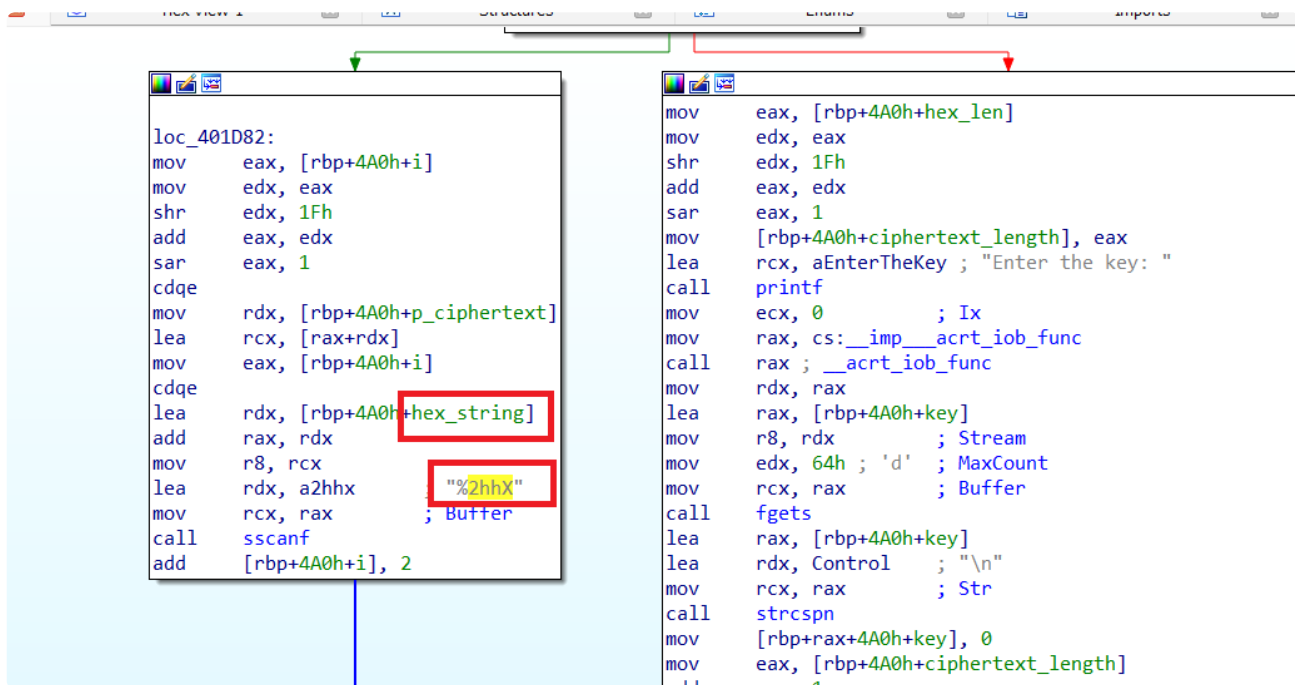 Hex View-1 Structures Enums Imports
loc_401D82:
mov eax, [rbp+4A0h+i]
mov edx, eax
shr edx, 1Fh
add eax, edx
sar eax, 1
cdqe
mov rdx, [rbp+4A0h+p_ciphertext]
lea rcx, [rax+rdx]
mov eax, [rbp+4A0h+i]
cdqe
lea rdx, [rbp+4A0h+hex_string]
add rax, rdx
mov r8, rcx
lea rdx, a2hhx ; "%2hhX"
mov rcx, rax ; Buffer
call sscanf
add [rbp+4A0h+i], 2
mov eax, [rbp+4A0h+hex_len]
mov edx, eax
shr edx, 1Fh
add eax, edx
sar eax, 1
mov [rbp+4A0h+ciphertext_length], eax
lea rcx, aEnterTheKey ; "Enter the key: "
call printf
mov ecx, 0 ; Ix
mov rax, cs:__imp___acrt_iob_func
call rax ; __acrt_iob_func
mov rdx, rax
lea rax, [rbp+4A0h+key]
mov r8, rdx ; Stream
mov edx, 64h ; 'd' ; MaxCount
mov rcx, rax ; Buffer
call fgets
lea rax, [rbp+4A0h+key]
lea rdx, Control ; "\n"
mov rcx, rax ; Str
call strcspn
mov [rbp+rax+4A0h+key], 0
mov eax, [rbp+4A0h+ciphertext_length]